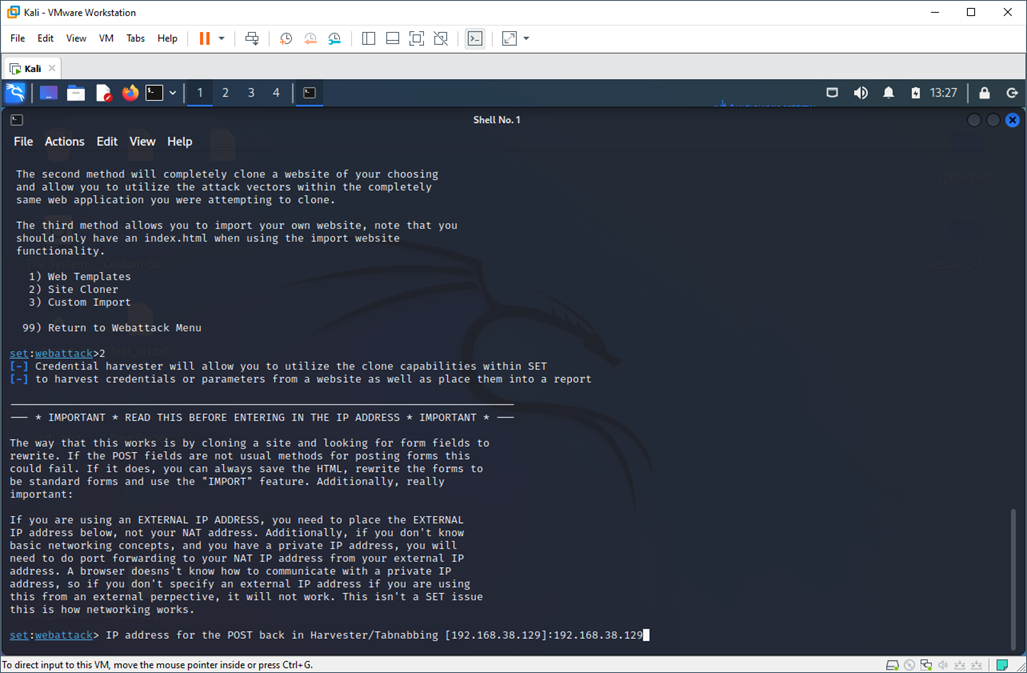 Kali - VMware Workstation
File Edit View VM Tabs Help
Kali
1 2 3 4 13:27
Shell No. 1
File Actions Edit View Help
The second method will completely clone a website of your choosing
and allow you to utilize the attack vectors within the completely
same web application you were attempting to clone.
The third method allows you to import your own website, note that you
should only have an index.html when using the import website
functionality.
1) Web Templates
2) Site Cloner
3) Custom Import
99) Return to Webattack Menu
set:webattack>2
[-] Credential harvester will allow you to utilize the clone capabilities within SET
[-] to harvest credentials or parameters from a website as well as place them into a report
--- * IMPORTANT * READ THIS BEFORE ENTERING IN THE IP ADDRESS * IMPORTANT * ---
The way that this works is by cloning a site and looking for form fields to
rewrite. If the POST fields are not usual methods for posting forms this
could fail. If it does, you can always save the HTML, rewrite the forms to
be standard forms and use the "IMPORT" feature. Additionally, really
important:
If you are using an EXTERNAL IP ADDRESS, you need to place the EXTERNAL
IP address below, not your NAT address. Additionally, if you don't know
basic networking concepts, and you have a private IP address, you will
need to do port forwarding to your NAT IP address from your external IP
address. A browser doesns't know how to communicate with a private IP
address, so if you don't specify an external IP address if you are using
this from an external perpective, it will not work. This isn't a SET issue
this is how networking works.
set:webattack> IP address for the POST back in Harvester/Tabnabbing [192.168.38.129]:192.168.38.129
To direct input to this VM, move the mouse pointer inside or press Ctrl+G.